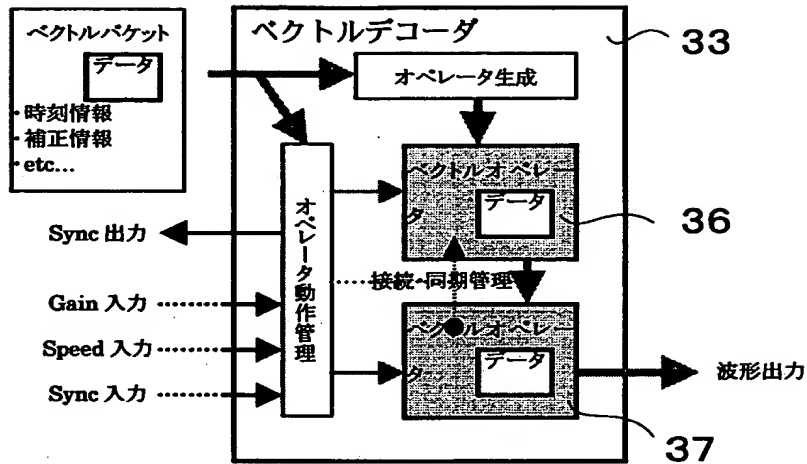 ベクトルパケット
データ
・時刻情報
・補正情報
・etc...
ベクトルデコーダ
33
オペレータ生成
ベクトルオペレー
タ
データ
36
オペレータ動作管理
Sync 出力
接続・同期管理
Gain 入力
Speed 入力
Sync 入力
ベクトルオペレー
タ
データ
波形出力
37